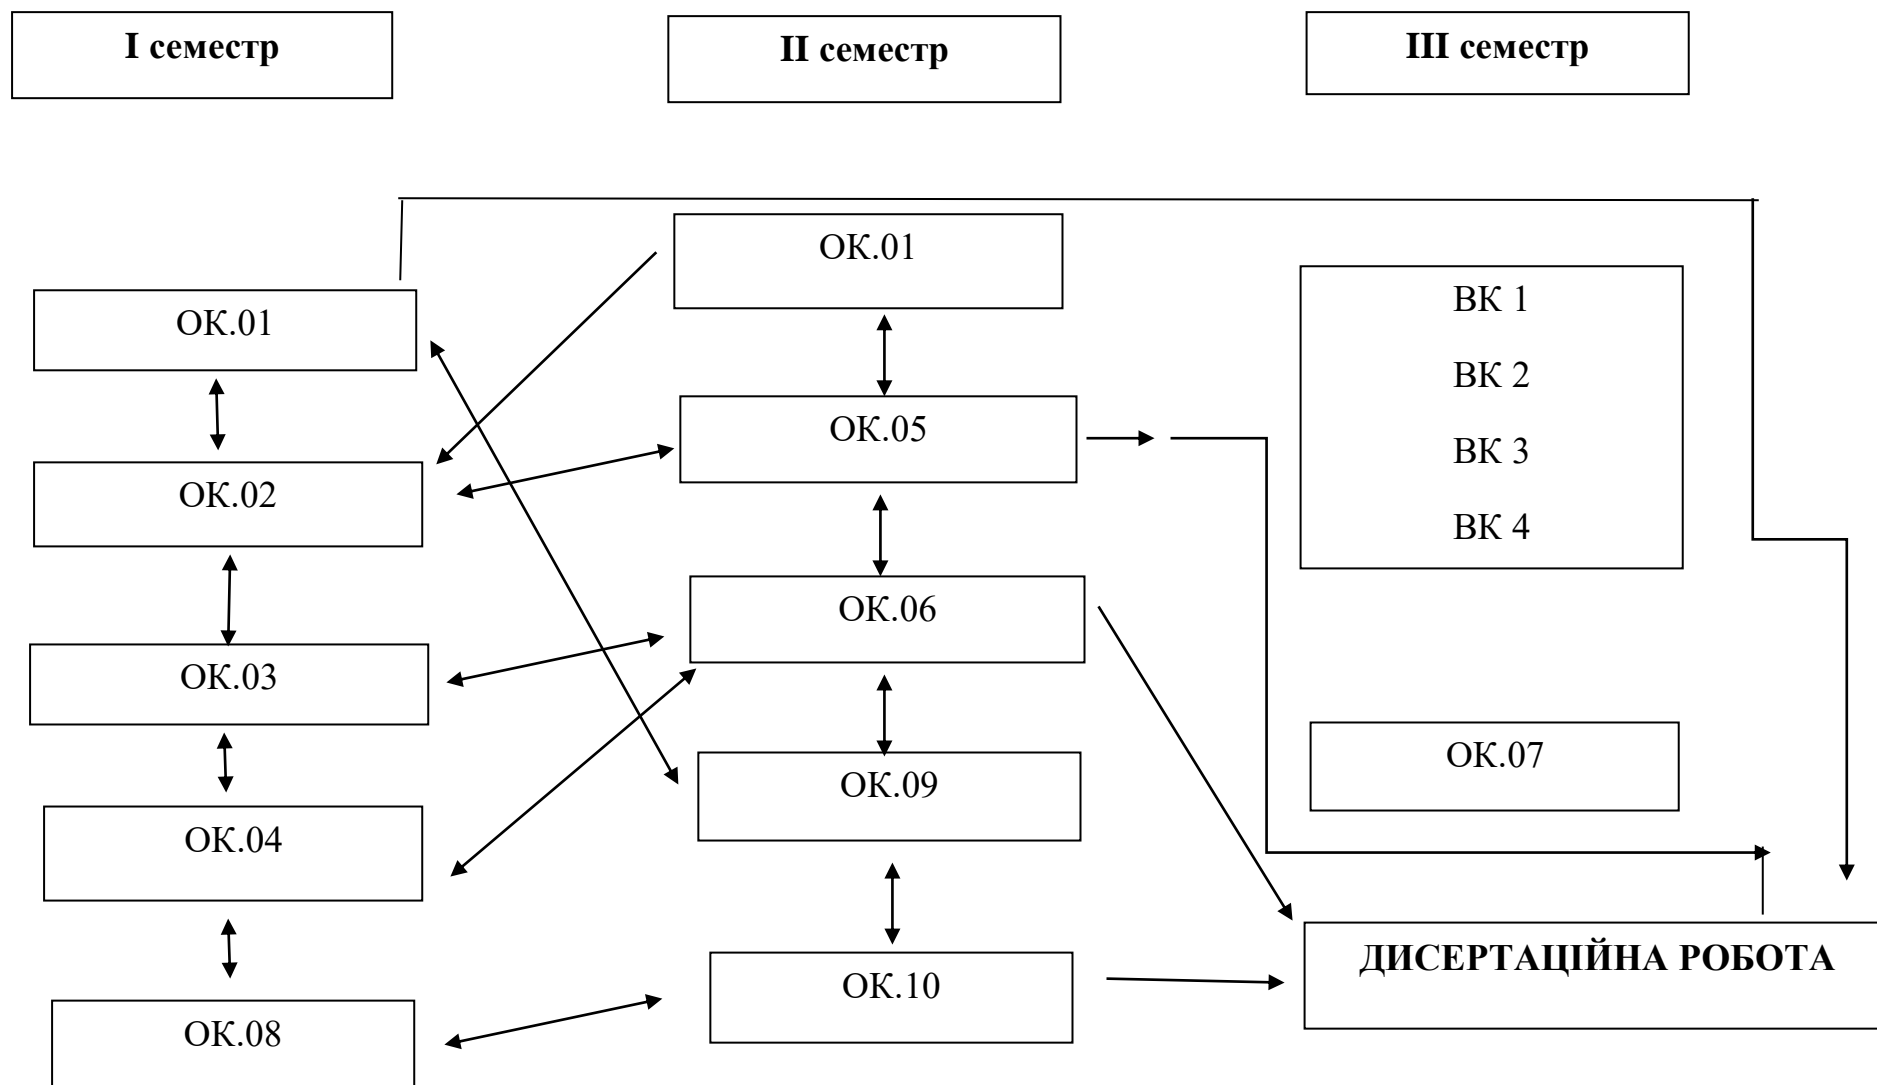 I семестр
II семестр
III семестр
ОК.01
ОК.02
ОК.03
ОК.04
ОК.08
ОК.01
ОК.05
ОК.06
ОК.09
ОК.10
ВК 1
ВК 2
ВК 3
ВК 4
ОК.07
ДИСЕРТАЦІЙНА РОБОТА